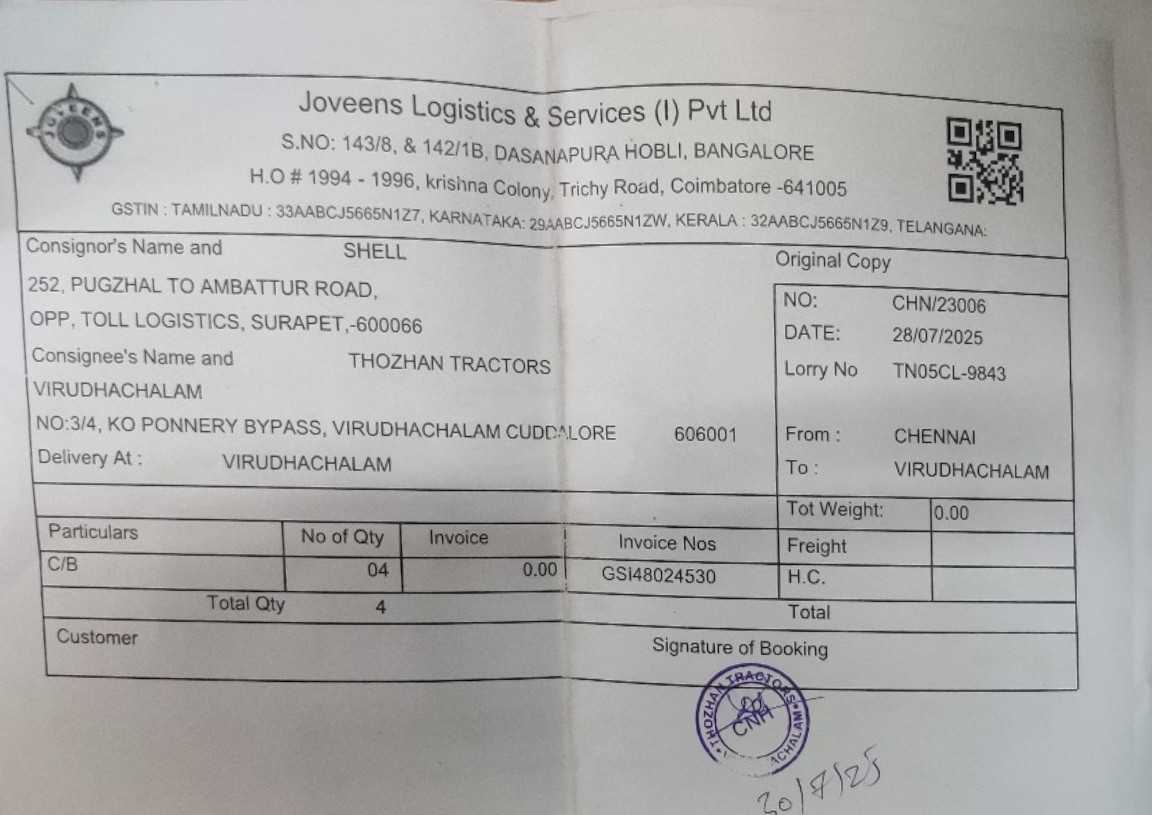 JOVEENS
Joveens Logistics & Services (I) Pvt Ltd
S.NO: 143/8, & 142/1B, DASANAPURA HOBLI, BANGALORE
H.O # 1994 - 1996, krishna Colony, Trichy Road, Coimbatore -641005
GSTIN : TAMILNADU : 33AABCJ5665N1Z7, KARNATAKA: 29AABCJ5665N1ZW, KERALA : 32AABCJ5665N1Z9, TELANGANA:
Consignor's Name and SHELL
252, PUGZHAL TO AMBATTUR ROAD,
OPP, TOLL LOGISTICS, SURAPET,-600066
Consignee's Name and THOZHAN TRACTORS
VIRUDHACHALAM
NO:3/4, KO PONNERY BYPASS, VIRUDHACHALAM CUDDALORE 606001
Delivery At : VIRUDHACHALAM
Original Copy
NO: CHN/23006
DATE: 28/07/2025
Lorry No TN05CL-9843
From : CHENNAI
To : VIRUDHACHALAM
Tot Weight: 0.00
Particulars No of Qty Invoice Invoice Nos Freight
C/B 04 0.00 GSI48024530 H.C.
Total Qty 4 Total
Customer Signature of Booking
THOZHAN TRACTORS
CNH
30/7/25